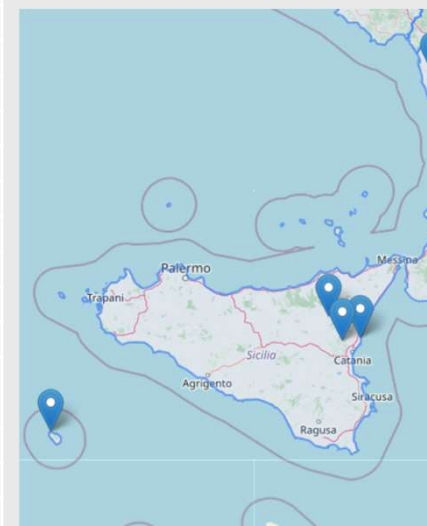 Messina
Palermo
Trapani
Sicilia
Catania
Agrigento
Siracusa
Ragusa